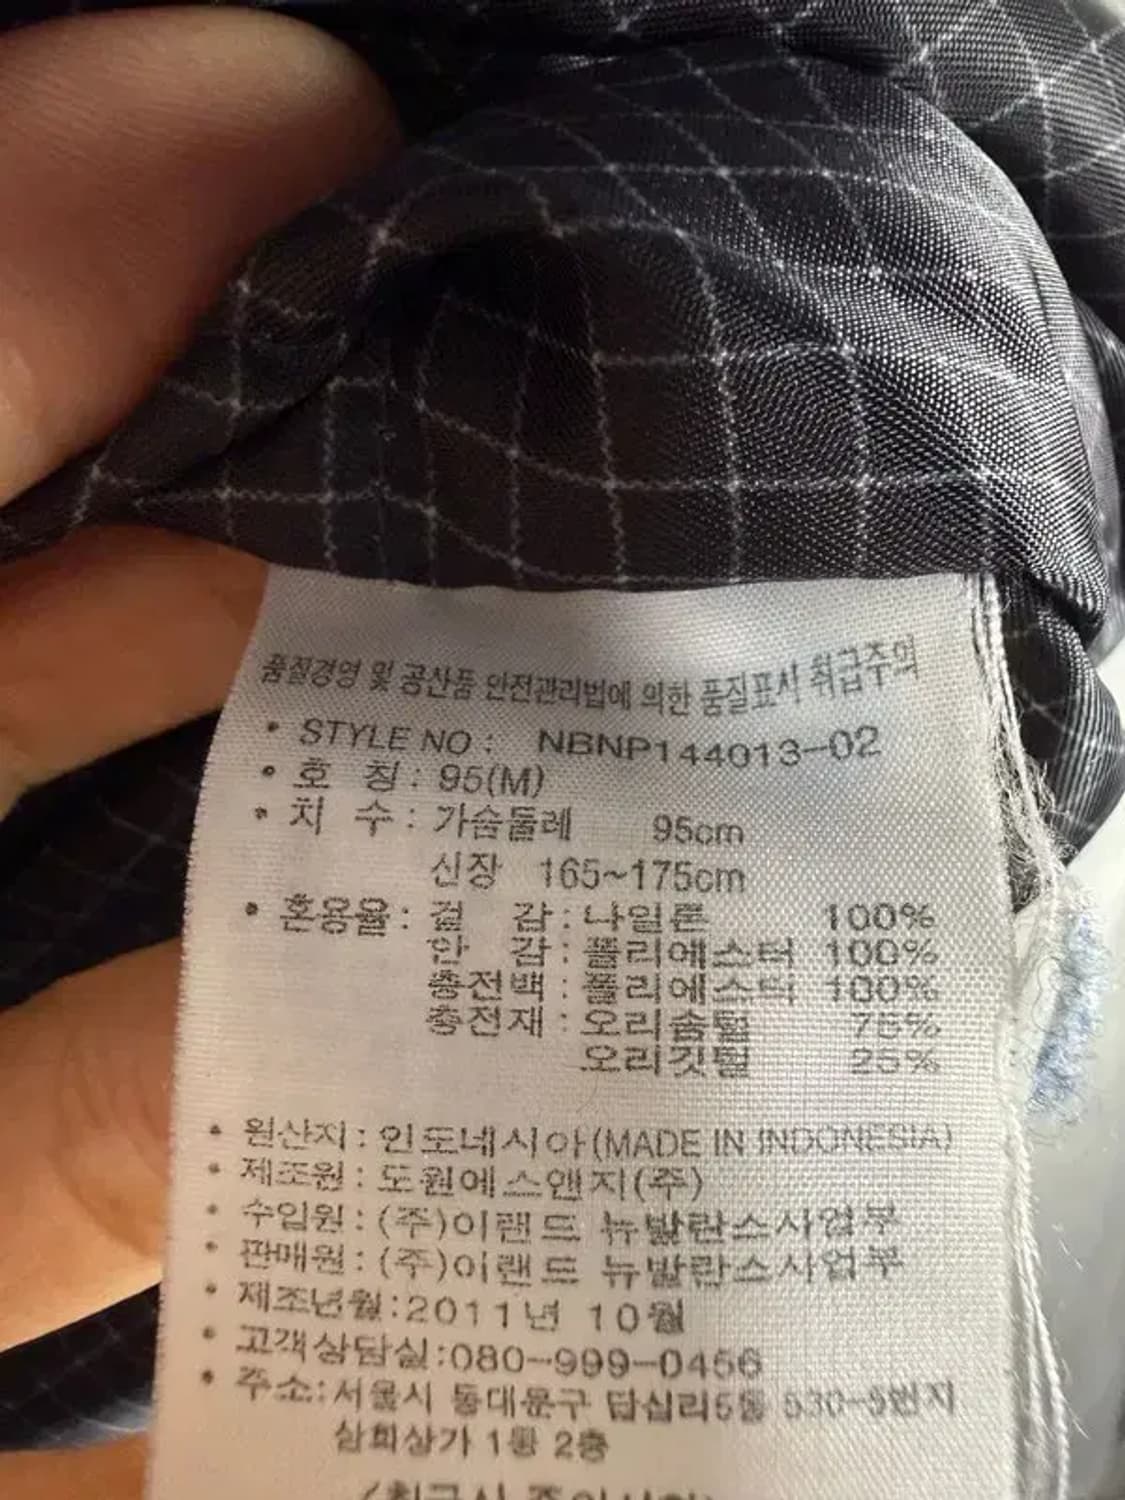 품질경영 및 공산품 안전관리법에 의한 품질표시 취급주의
• STYLE NO : NBNP144013-02
• 호 칭 : 95(M)
• 치 수 : 가슴둘레 95cm
신장 165~175cm
• 혼용율 : 겉 감 : 나일론 100%
안 감 : 폴리에스터 100%
충전백 : 폴리에스터 100%
충전재 : 오리솜털 75%
오리깃털 25%
• 원산지 : 인도네시아(MADE IN INDONESIA)
• 제조원 : 도원에스앤지(주)
• 수입원 : (주)이랜드 뉴발란스사업부
• 판매원 : (주)이랜드 뉴발란스사업부
• 제조년월:2011년 10월
• 고객상담실:080-999-0456
• 주소:서울시 동대문구 답십리5동 530-9번지
삼희상가 1동 2층